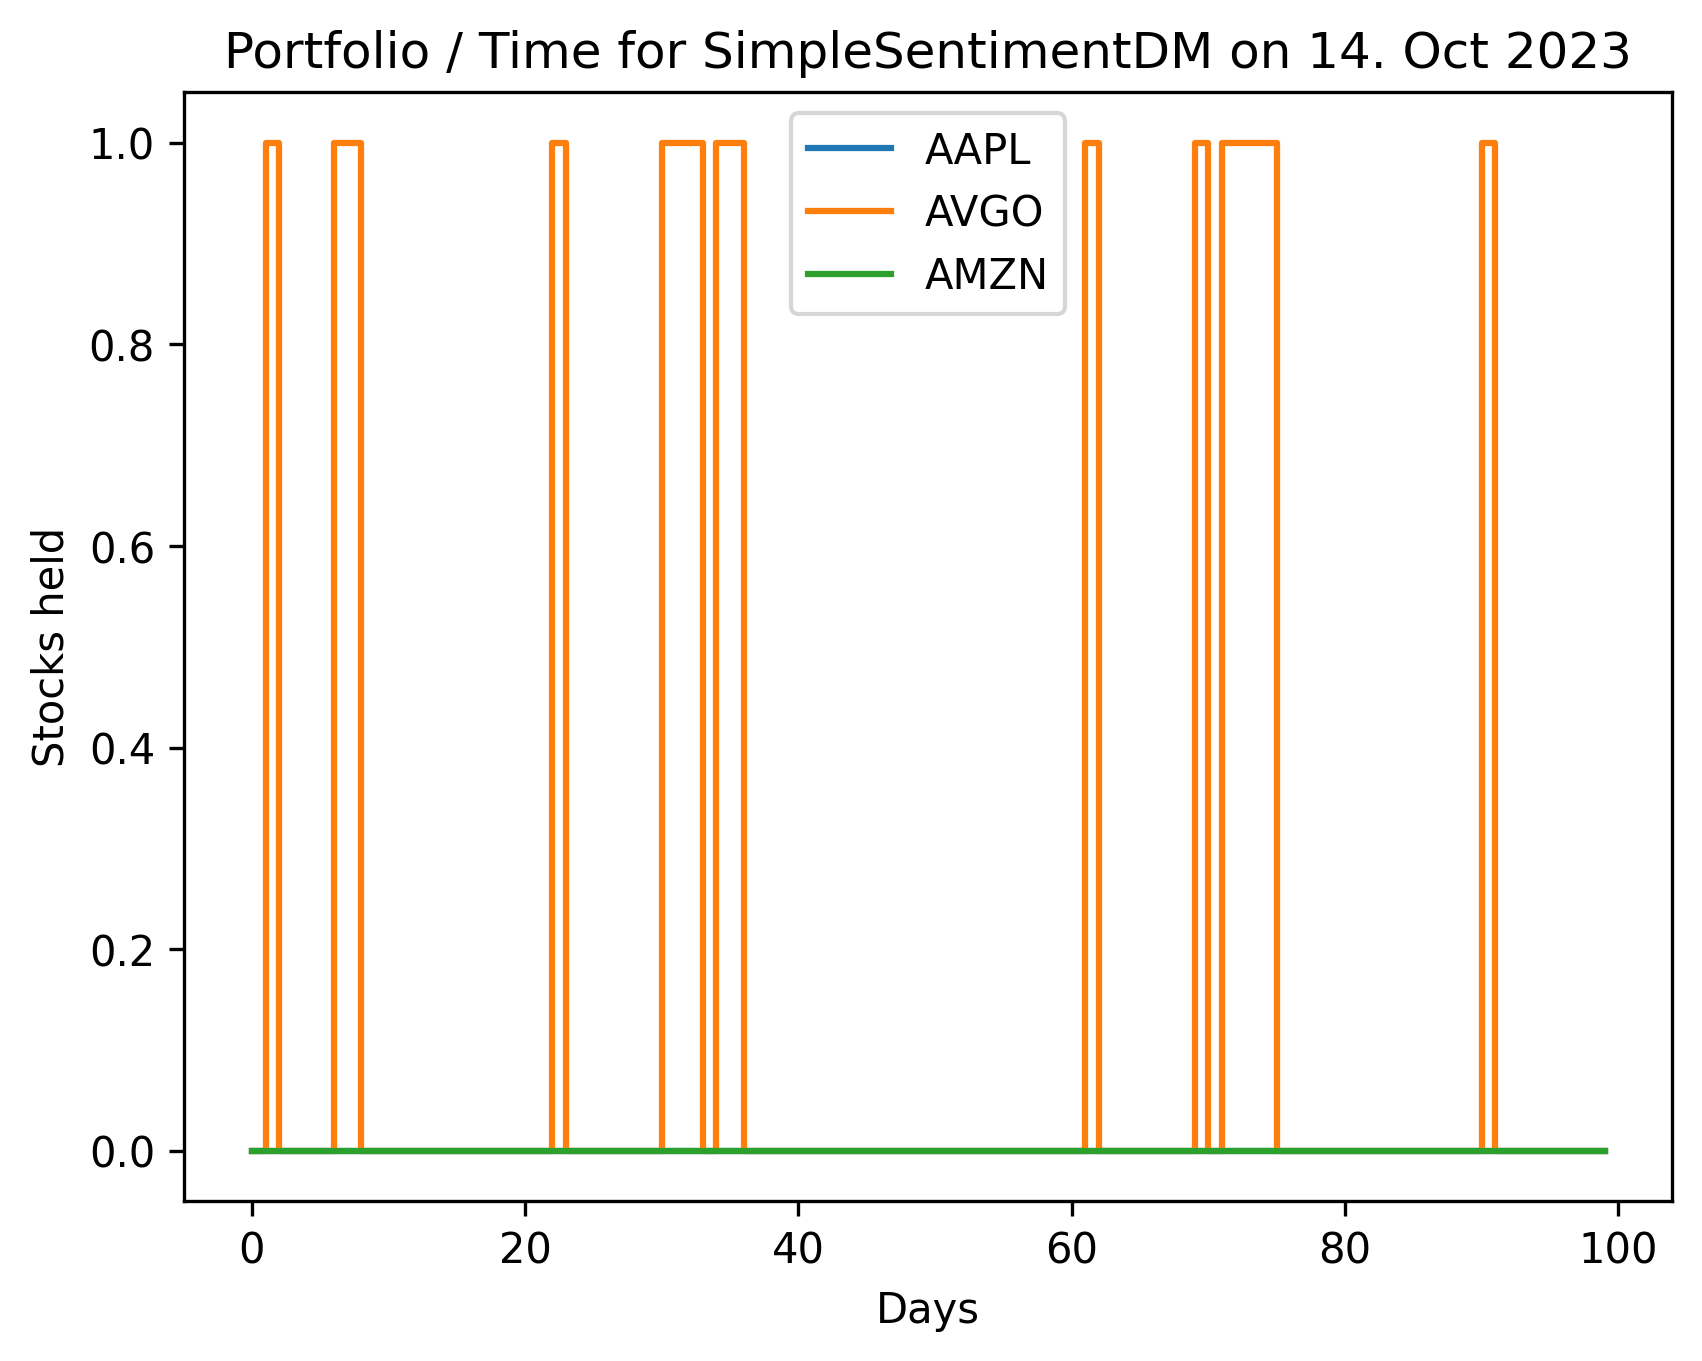 Portfolio / Time for SimpleSentimentDM on 14. Oct 2023
AAPL
AVGO
AMZN
1.0
0.8
0.6
0.4
0.2
0.0
Stocks held
0 20 40 60 80 100
Days